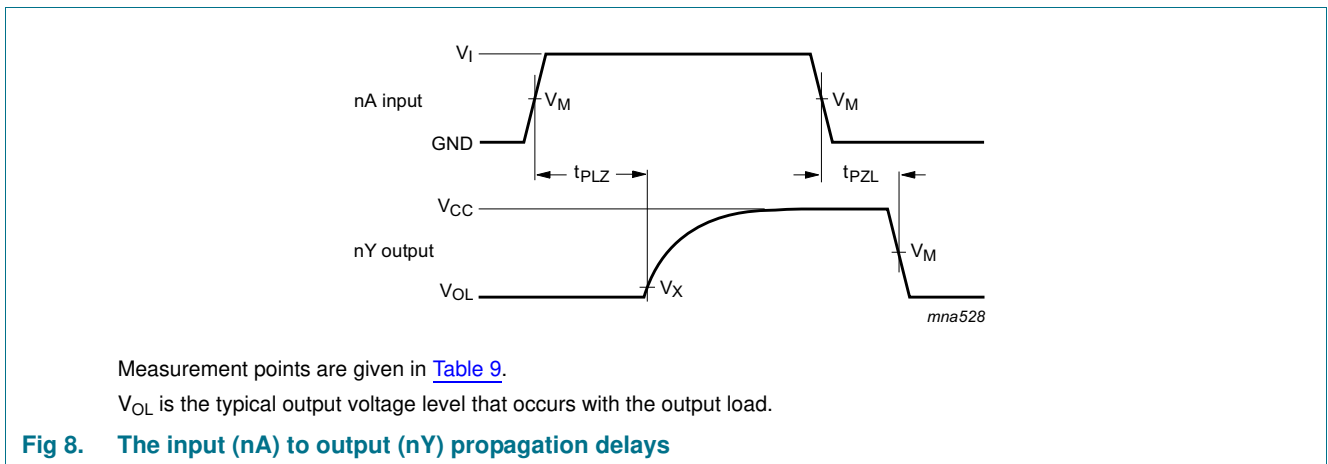 VI
nA input
VM
VM
GND
tPLZ
tPZL
VCC
nY output
VM
VOL
VX
mna528
Measurement points are given in Table 9.
VOL is the typical output voltage level that occurs with the output load.
Fig 8. The input (nA) to output (nY) propagation delays